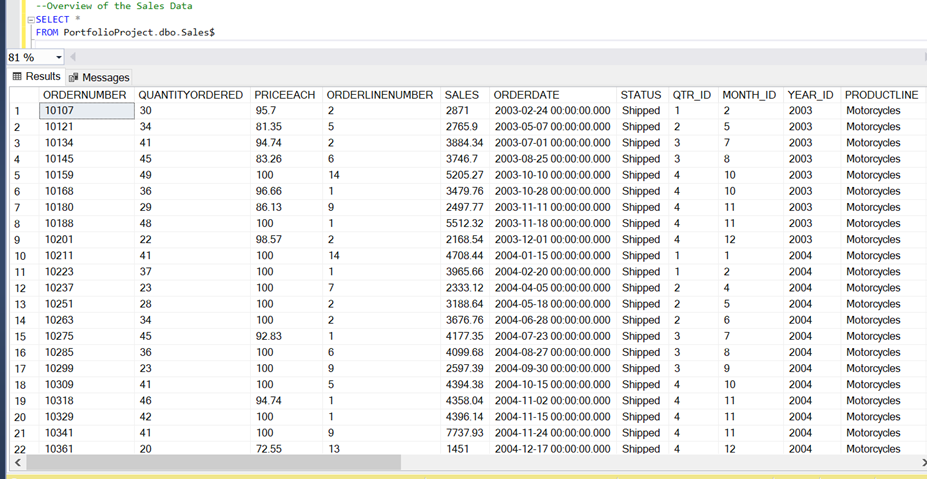 --Overview of the Sales Data
SELECT *
FROM PortfolioProject.dbo.Sales$
81 %
Results Messages
ORDERNUMBER QUANTITYORDERED PRICEEACH ORDERLINENUMBER SALES ORDERDATE STATUS QTR_ID MONTH_ID YEAR_ID PRODUCTLINE
1 10107 30 95.7 2 2871 2003-02-24 00:00:00.000 Shipped 1 2 2003 Motorcycles
2 10121 34 81.35 5 2765.9 2003-05-07 00:00:00.000 Shipped 2 5 2003 Motorcycles
3 10134 41 94.74 2 3884.34 2003-07-01 00:00:00.000 Shipped 3 7 2003 Motorcycles
4 10145 45 83.26 6 3746.7 2003-08-25 00:00:00.000 Shipped 3 8 2003 Motorcycles
5 10159 49 100 14 5205.27 2003-10-10 00:00:00.000 Shipped 4 10 2003 Motorcycles
6 10168 36 96.66 1 3479.76 2003-10-28 00:00:00.000 Shipped 4 10 2003 Motorcycles
7 10180 29 86.13 9 2497.77 2003-11-11 00:00:00.000 Shipped 4 11 2003 Motorcycles
8 10188 48 100 1 5512.32 2003-11-18 00:00:00.000 Shipped 4 11 2003 Motorcycles
9 10201 22 98.57 2 2168.54 2003-12-01 00:00:00.000 Shipped 4 12 2003 Motorcycles
10 10211 41 100 14 4708.44 2004-01-15 00:00:00.000 Shipped 1 1 2004 Motorcycles
11 10223 37 100 1 3965.66 2004-02-20 00:00:00.000 Shipped 1 2 2004 Motorcycles
12 10237 23 100 7 2333.12 2004-04-05 00:00:00.000 Shipped 2 4 2004 Motorcycles
13 10251 28 100 2 3188.64 2004-05-18 00:00:00.000 Shipped 2 5 2004 Motorcycles
14 10263 34 100 2 3676.76 2004-06-28 00:00:00.000 Shipped 2 6 2004 Motorcycles
15 10275 45 92.83 1 4177.35 2004-07-23 00:00:00.000 Shipped 3 7 2004 Motorcycles
16 10285 36 100 6 4099.68 2004-08-27 00:00:00.000 Shipped 3 8 2004 Motorcycles
17 10299 23 100 9 2597.39 2004-09-30 00:00:00.000 Shipped 3 9 2004 Motorcycles
18 10309 41 100 5 4394.38 2004-10-15 00:00:00.000 Shipped 4 10 2004 Motorcycles
19 10318 46 94.74 1 4358.04 2004-11-02 00:00:00.000 Shipped 4 11 2004 Motorcycles
20 10329 42 100 1 4396.14 2004-11-15 00:00:00.000 Shipped 4 11 2004 Motorcycles
21 10341 41 100 9 7737.93 2004-11-24 00:00:00.000 Shipped 4 11 2004 Motorcycles
22 10361 20 72.55 13 1451 2004-12-17 00:00:00.000 Shipped 4 12 2004 Motorcycles